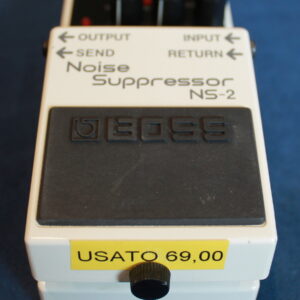 OUTPUT INPUT
SEND RETURN
Noise
Suppressor
NS-2
BOSS
USATO 69,00